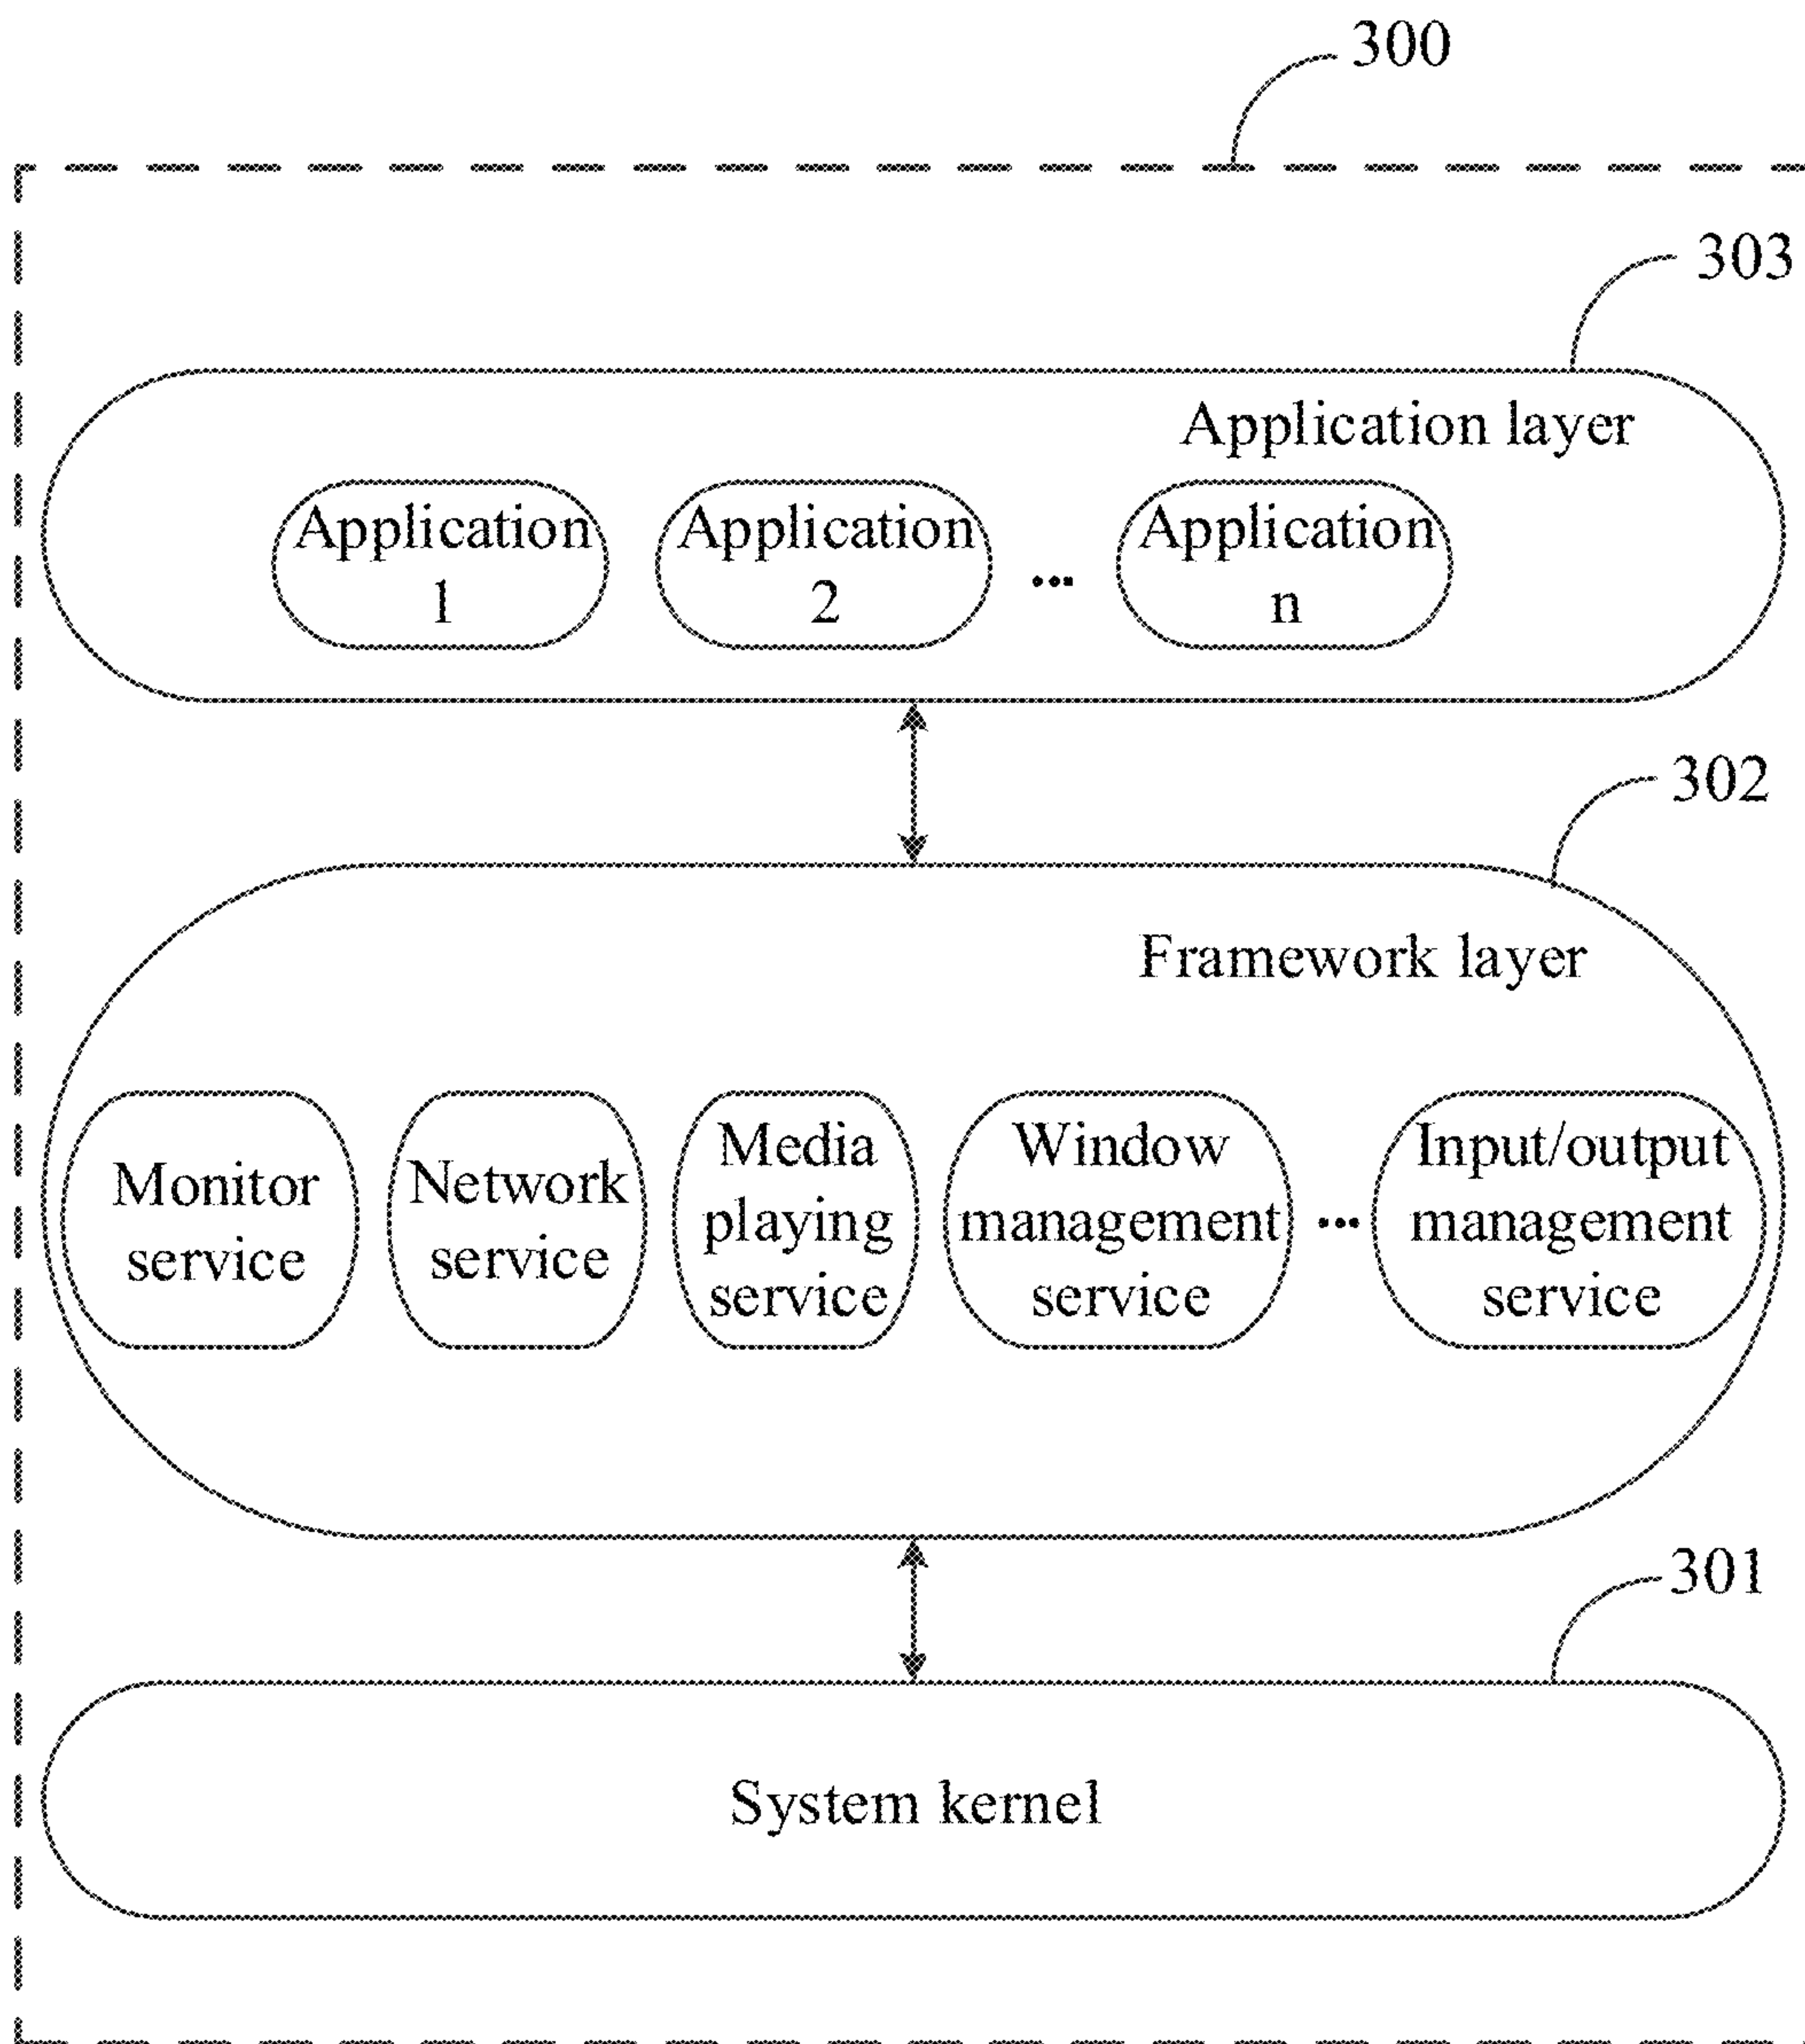 300
303
Application layer
Application
1
Application
2
...
Application
n
302
Framework layer
Monitor
service
Network
service
Media
playing
service
Window
management
service
...
Input/output
management
service
301
System kernel